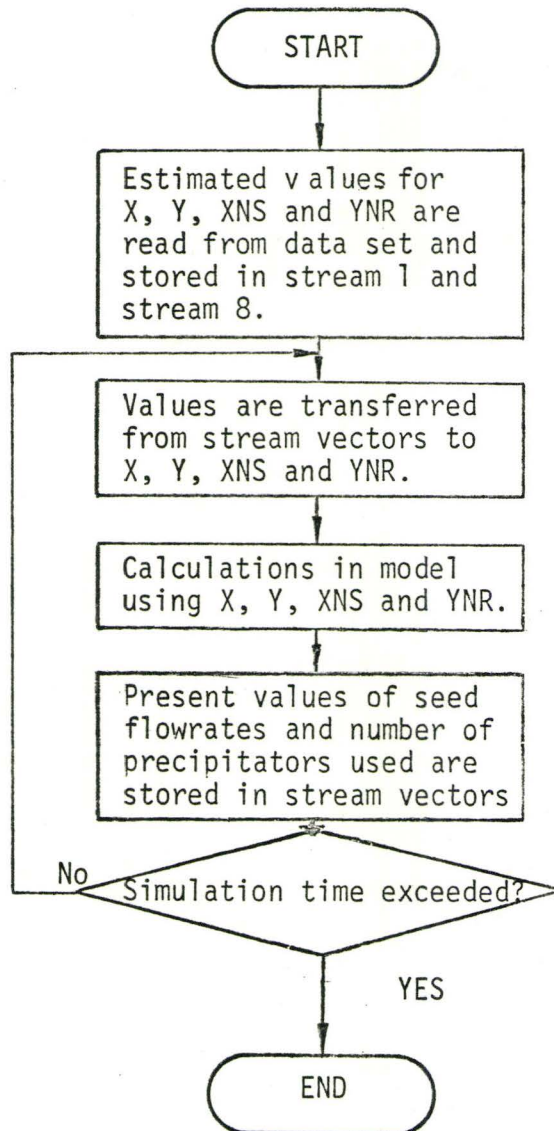 START
Estimated values for
X, Y, XNS and YNR are
read from data set and
stored in stream 1 and
stream 8.
Values are transferred
from stream vectors to
X, Y, XNS and YNR.
Calculations in model
using X, Y, XNS and YNR.
Present values of seed
flowrates and number of
precipitators used are
stored in stream vectors
No
Simulation time exceeded?
YES
END